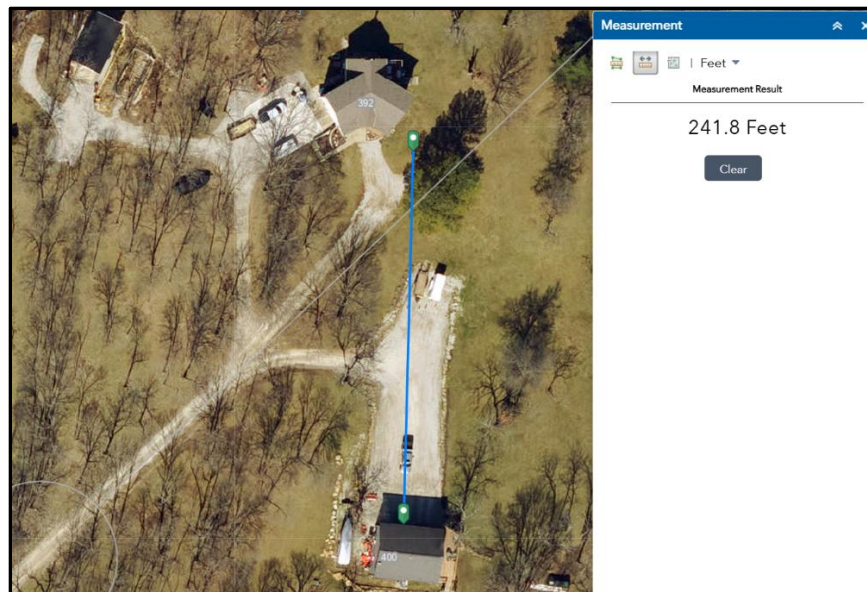 Measurement
| Feet
Measurement Result
241.8 Feet
Clear
392
400